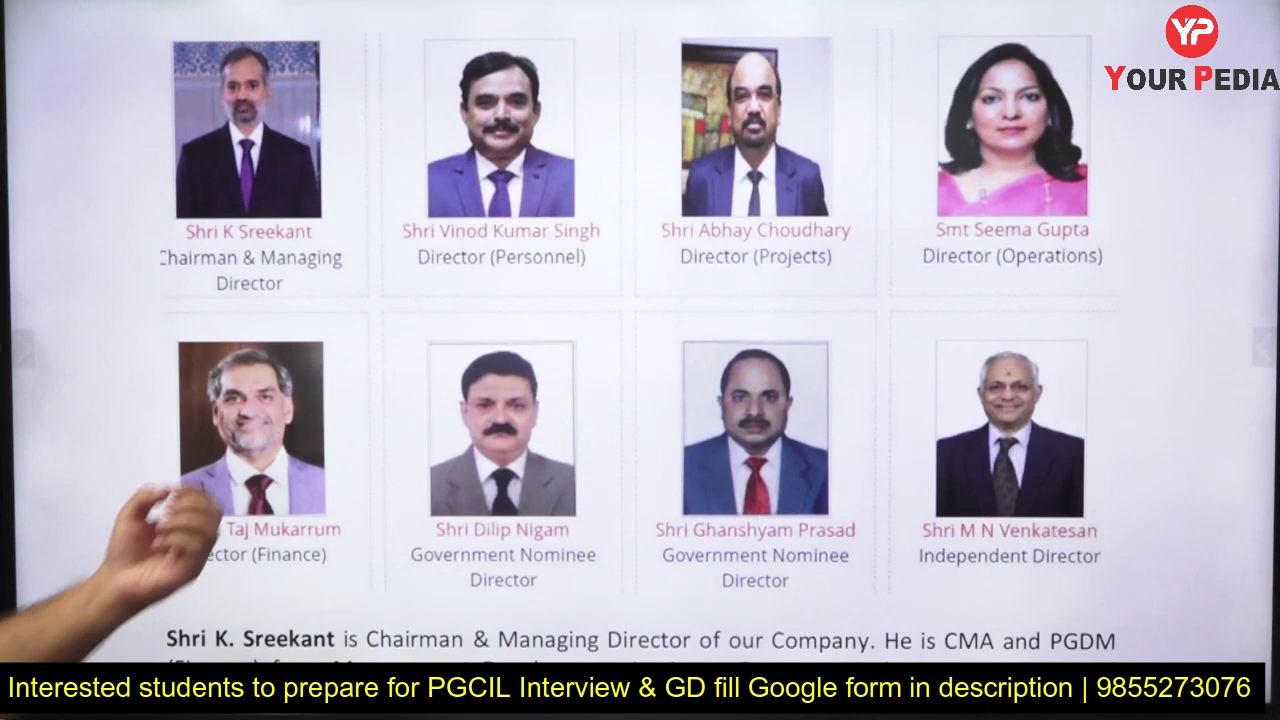 YP
YOUR PEDIA
Shri K Sreekant
Chairman & Managing
Director
Shri Vinod Kumar Singh
Director (Personnel)
Shri Abhay Choudhary
Director (Projects)
Smt Seema Gupta
Director (Operations)
Taj Mukarrum
(Finance)
Shri Dilip Nigam
Government Nominee
Director
Shri Ghanshyam Prasad
Government Nominee
Director
Shri M N Venkatesan
Independent Director
Shri K. Sreekant is Chairman & Managing Director of our Company. He is CMA and PGDM
Interested students to prepare for PGCIL Interview & GD fill Google form in description | 9855273076